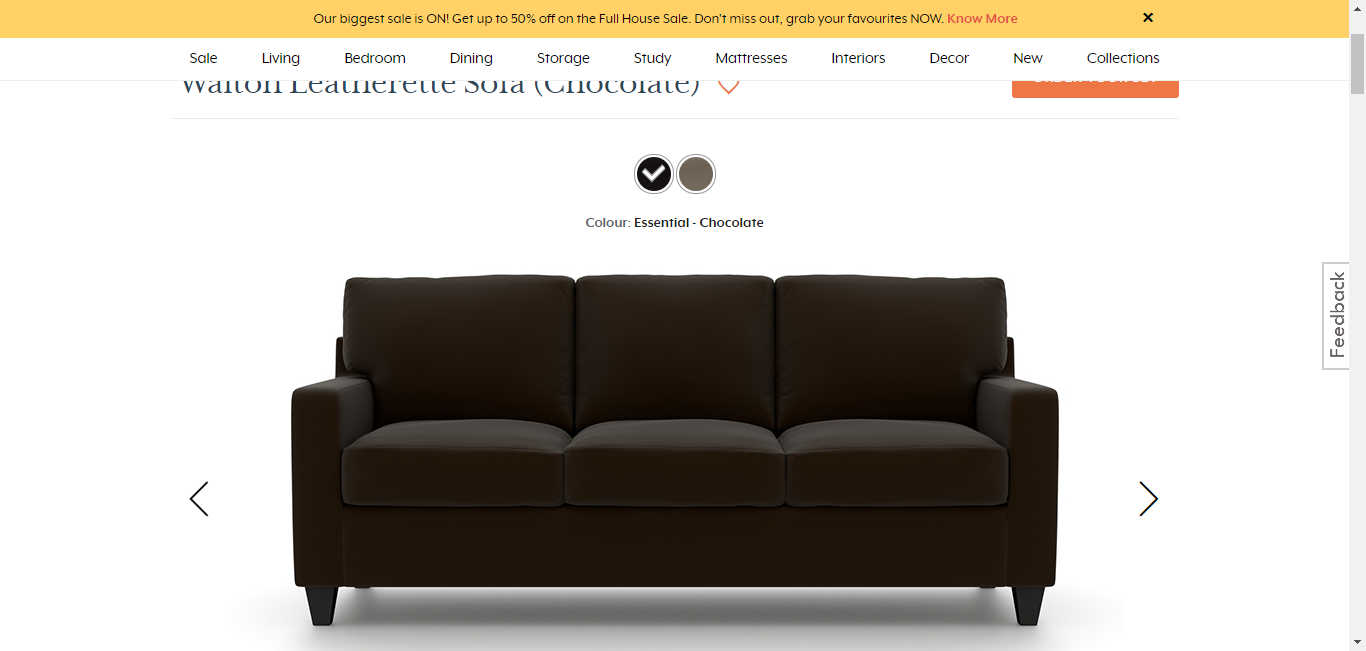 Our biggest sale is ON! Get up to 50% off on the Full House Sale. Don't miss out, grab your favourites NOW. Know More
Sale Living Bedroom Dining Storage Study Mattresses Interiors Decor New Collections
Walton Leatherette Sofa (Chocolate)
Colour: Essential - Chocolate
Feedback